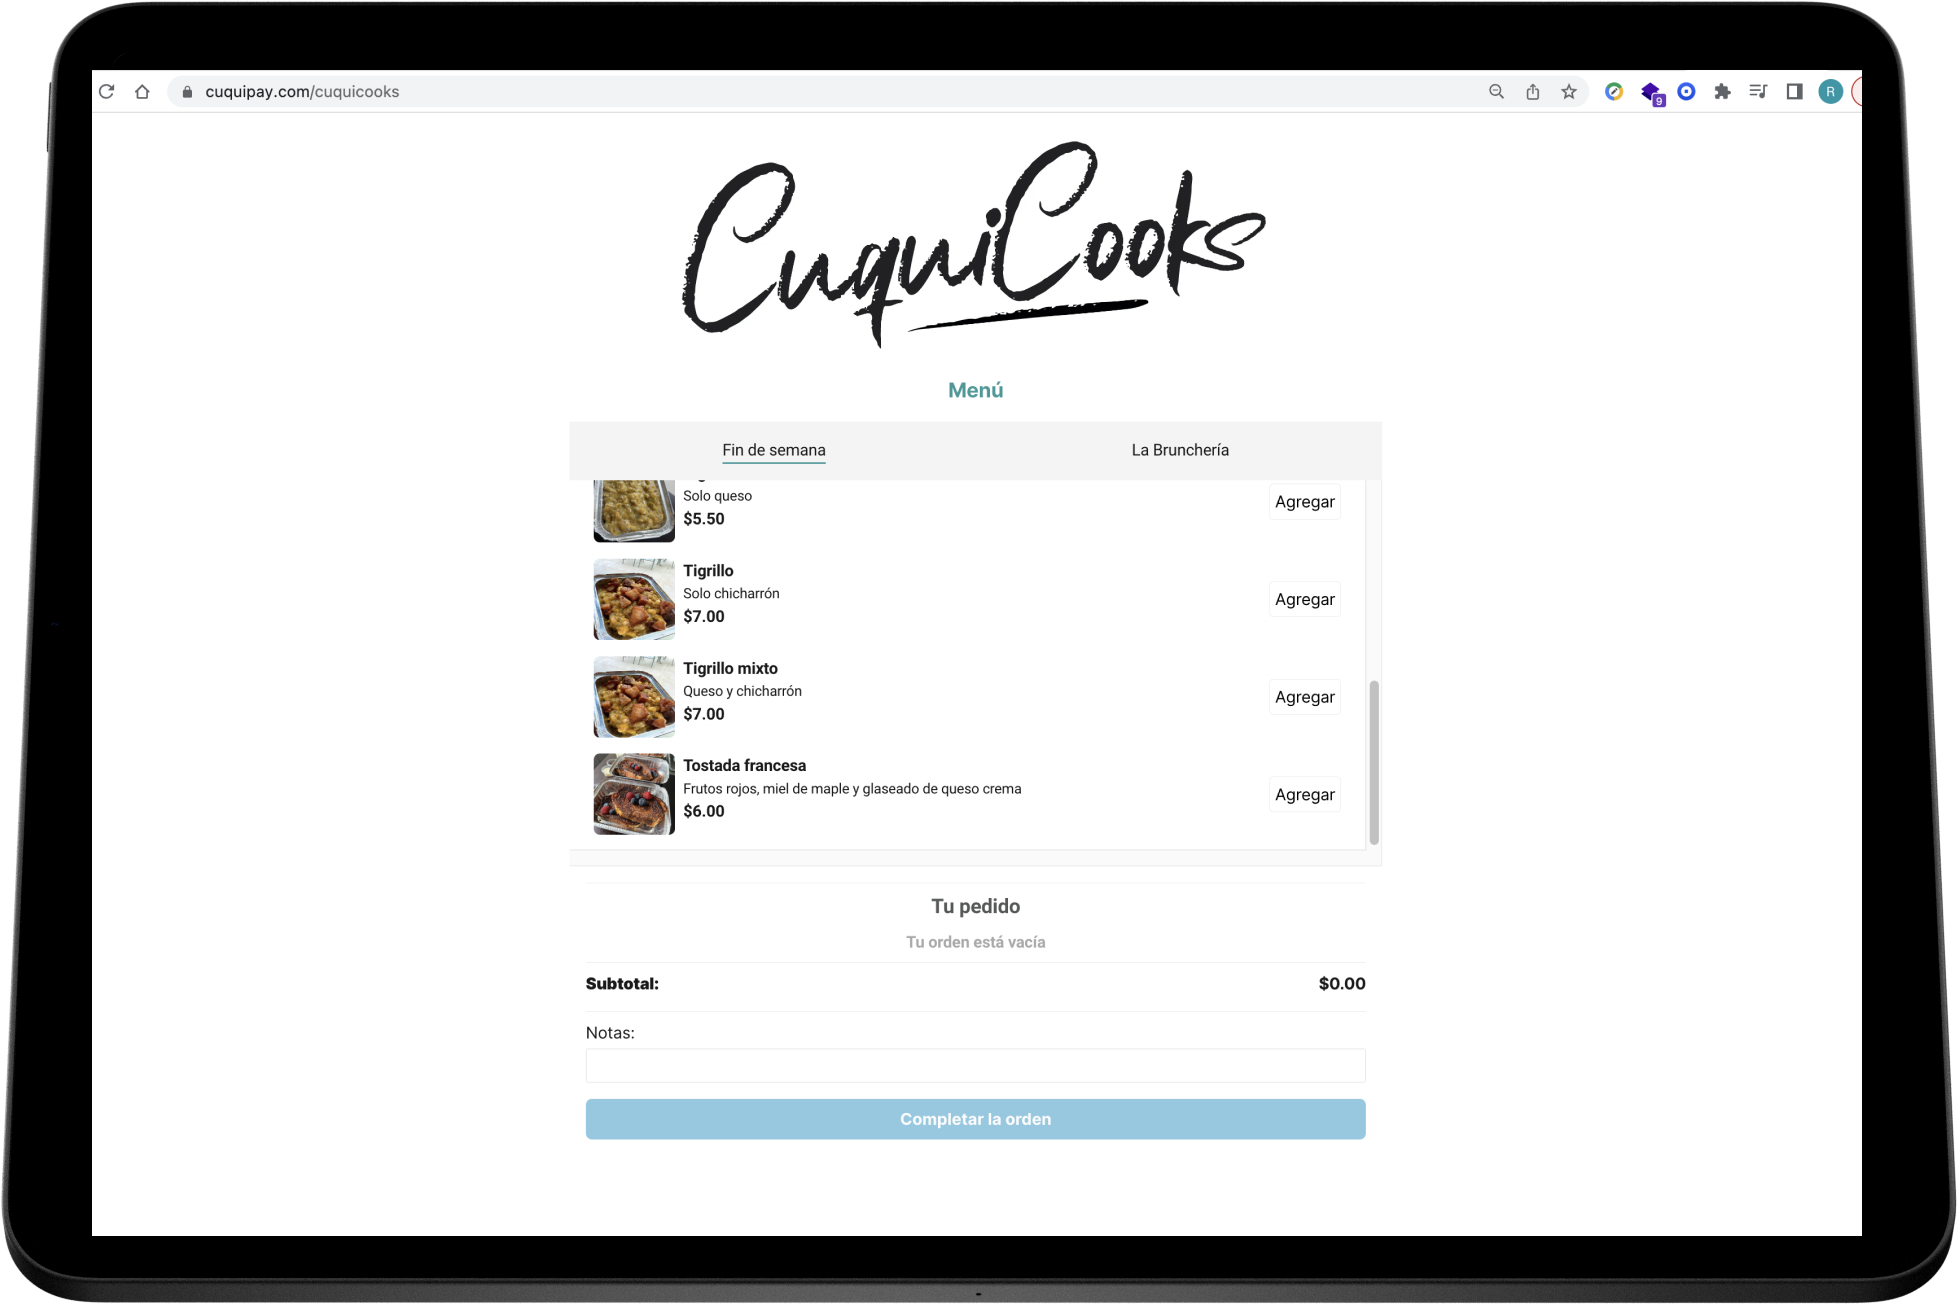 cuquipay.com/cuquicooks
9
R
CuquiCooks
Menú
Fin de semana
La Brunchería
Solo queso
$5.50
Agregar
Tigrillo
Solo chicharrón
$7.00
Agregar
Tigrillo mixto
Queso y chicharrón
$7.00
Agregar
Tostada francesa
Frutos rojos, miel de maple y glaseado de queso crema
$6.00
Agregar
Tu pedido
Tu orden está vacía
Subtotal: $0.00
Notas:
Completar la orden